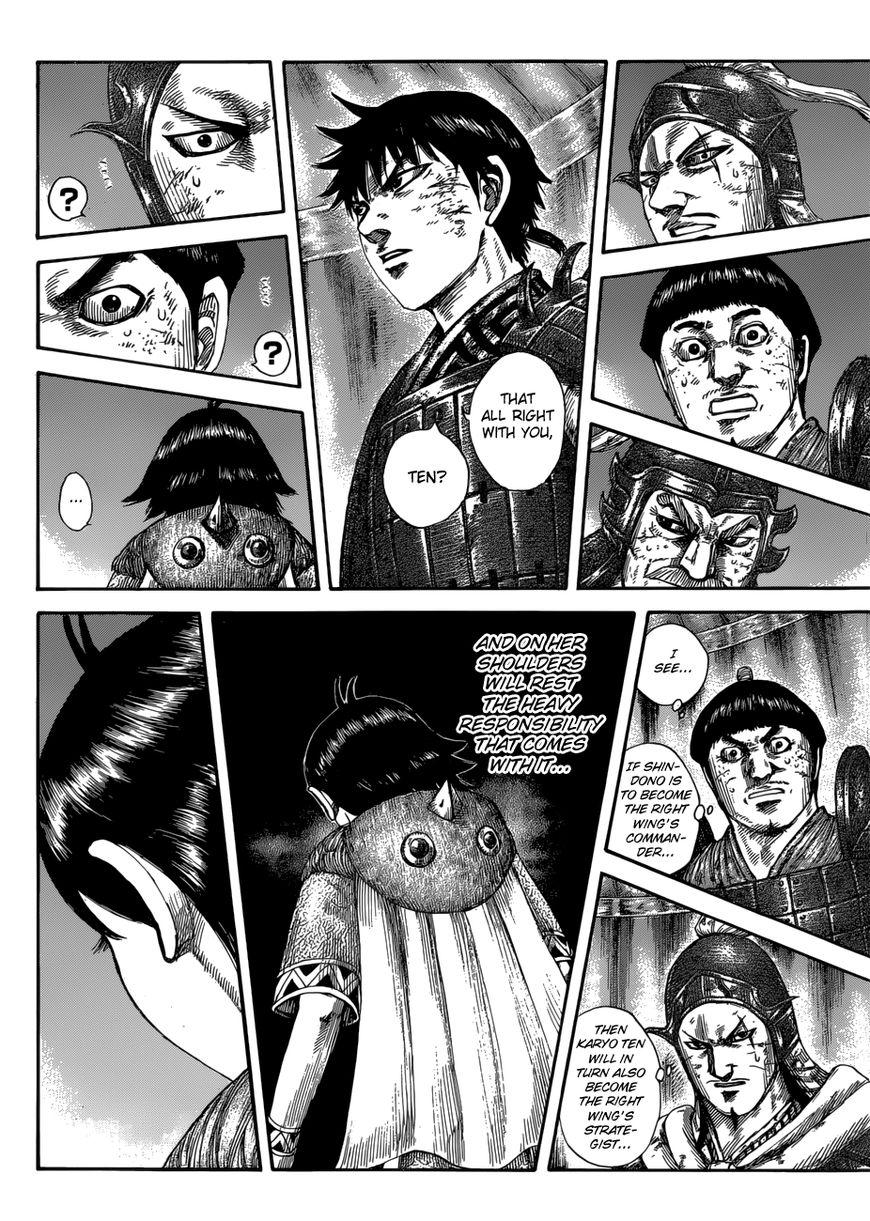 THAT
ALL RIGHT
WITH YOU,
TEN?
?
?
...
I
SEE...
IF SHIN-
DONO IS
TO BECOME
THE RIGHT
WING'S
COMMAN-
DER...
THEN
KARYO TEN
WILL IN
TURN ALSO
BECOME
THE RIGHT
WING'S
STRATE-
GIST...
AND ON HER
SHOULDERS
WILL REST
THE HEAVY
RESPONSIBILITY
THAT COMES
WITH IT...